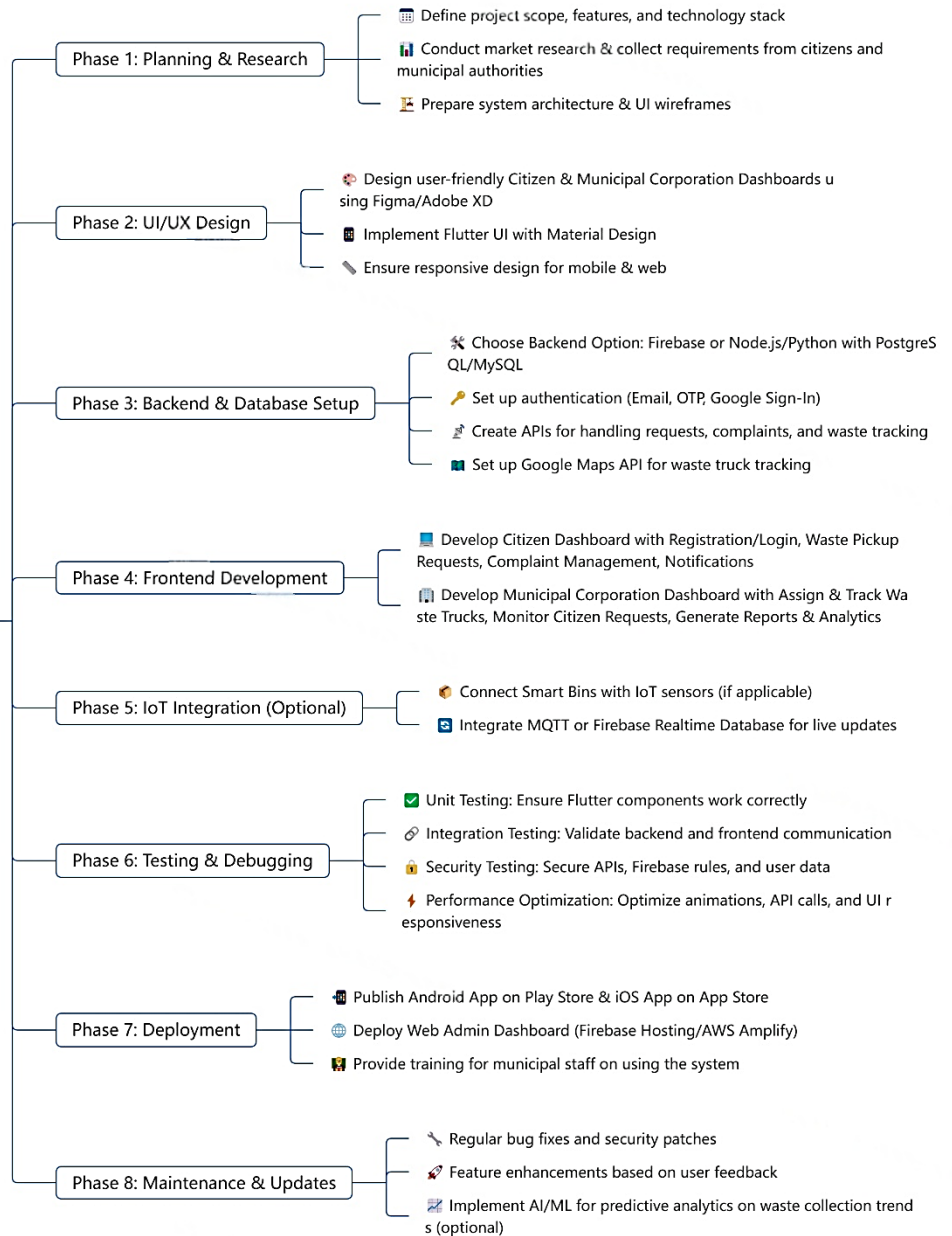 Define project scope, features, and technology stack
Phase 1: Planning & Research
Conduct market research & collect requirements from citizens and
municipal authorities
Prepare system architecture & UI wireframes
Design user-friendly Citizen & Municipal Corporation Dashboards u
sing Figma/Adobe XD
Phase 2: UI/UX Design
Implement Flutter UI with Material Design
Ensure responsive design for mobile & web
Choose Backend Option: Firebase or Node.js/Python with PostgreS
QL/MySQL
Phase 3: Backend & Database Setup
Set up authentication (Email, OTP, Google Sign-In)
Create APIs for handling requests, complaints, and waste tracking
Set up Google Maps API for waste truck tracking
Develop Citizen Dashboard with Registration/Login, Waste Pickup
Requests, Complaint Management, Notifications
Phase 4: Frontend Development
Develop Municipal Corporation Dashboard with Assign & Track Wa
ste Trucks, Monitor Citizen Requests, Generate Reports & Analytics
Phase 5: IoT Integration (Optional)
Connect Smart Bins with IoT sensors (if applicable)
Integrate MQTT or Firebase Realtime Database for live updates
Unit Testing: Ensure Flutter components work correctly
Integration Testing: Validate backend and frontend communication
Phase 6: Testing & Debugging
Security Testing: Secure APIs, Firebase rules, and user data
Performance Optimization: Optimize animations, API calls, and UI r
esponsiveness
Publish Android App on Play Store & iOS App on App Store
Phase 7: Deployment
Deploy Web Admin Dashboard (Firebase Hosting/AWS Amplify)
Provide training for municipal staff on using the system
Regular bug fixes and security patches
Phase 8: Maintenance & Updates
Feature enhancements based on user feedback
Implement AI/ML for predictive analytics on waste collection trend
s (optional)